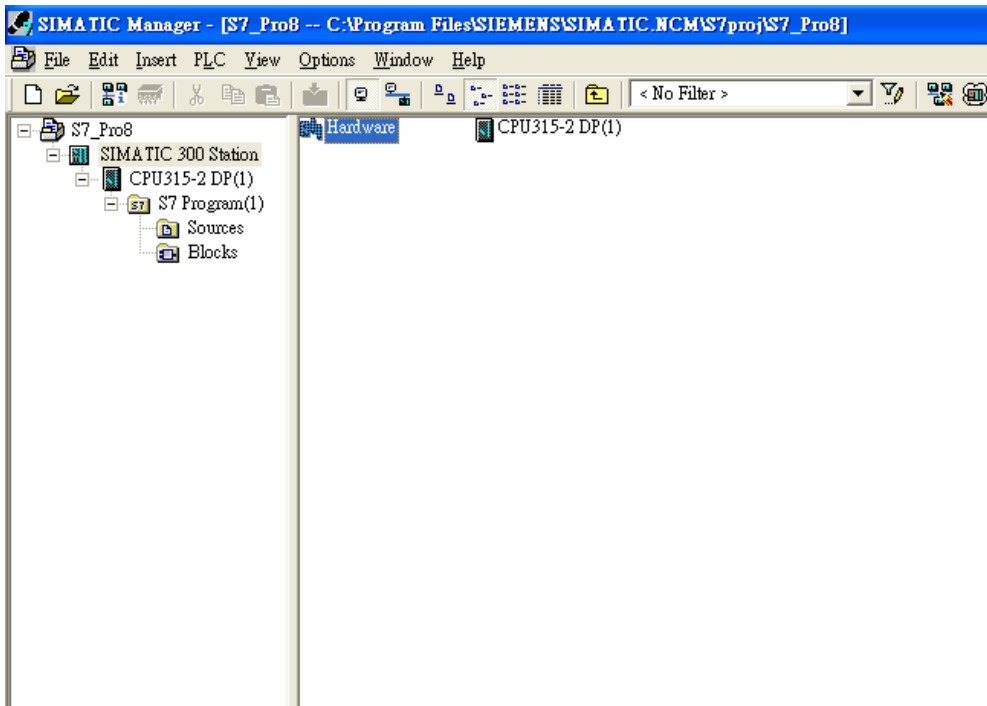 SIMATIC Manager - [S7_Pro8 -- C:\Program Files\SIEMENS\SIMATIC.NCM\S7proj\S7_Pro8]
File Edit Insert PLC View Options Window Help
< No Filter >
S7_Pro8
SIMATIC 300 Station
CPU315-2 DP(1)
S7 Program(1)
Sources
Blocks
Hardware
CPU315-2 DP(1)